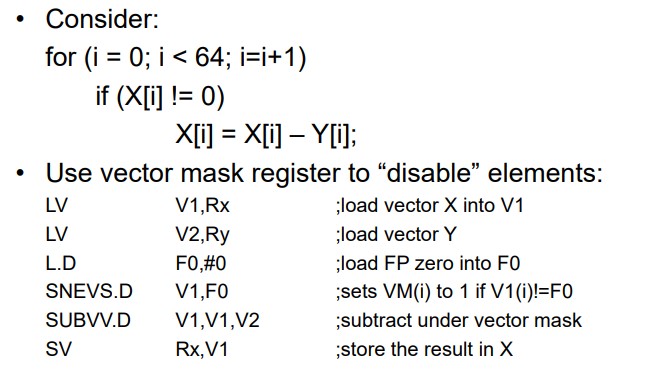 • Consider:
for (i = 0; i < 64; i=i+1)
if (X[i] != 0)
X[i] = X[i] – Y[i];
• Use vector mask register to “disable” elements:
LV V1,Rx ;load vector X into V1
LV V2,Ry ;load vector Y
L.D F0,#0 ;load FP zero into F0
SNEVS.D V1,F0 ;sets VM(i) to 1 if V1(i)!=F0
SUBVV.D V1,V1,V2 ;subtract under vector mask
SV Rx,V1 ;store the result in X